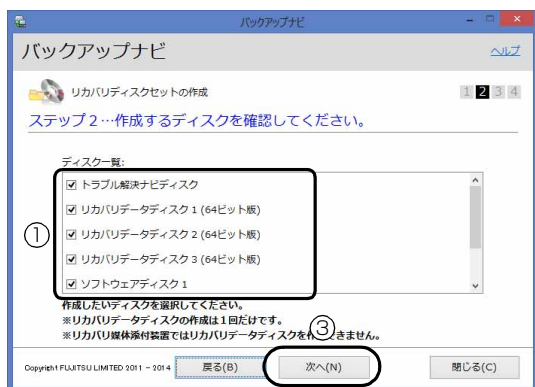 バックアップナビ
バックアップナビ
ヘルプ
リカバリディスクセットの作成
1 2 3 4
ステップ2…作成するディスクを確認してください。
ディスク一覧:
トラブル解決ナビディスク
リカバリデータディスク 1 (64ビット版)
①
リカバリデータディスク 2 (64ビット版)
リカバリデータディスク 3 (64ビット版)
ソフトウェアディスク 1
作成したいディスクを選択してください。
※リカバリデータディスクの作成は1回だけです。
③
※リカバリ媒体添付装置ではリカバリデータディスクを作できません。
Copyright FUJITSU LIMITED 2011 - 2014
戻る(B)
次へ(N)
閉じる(C)